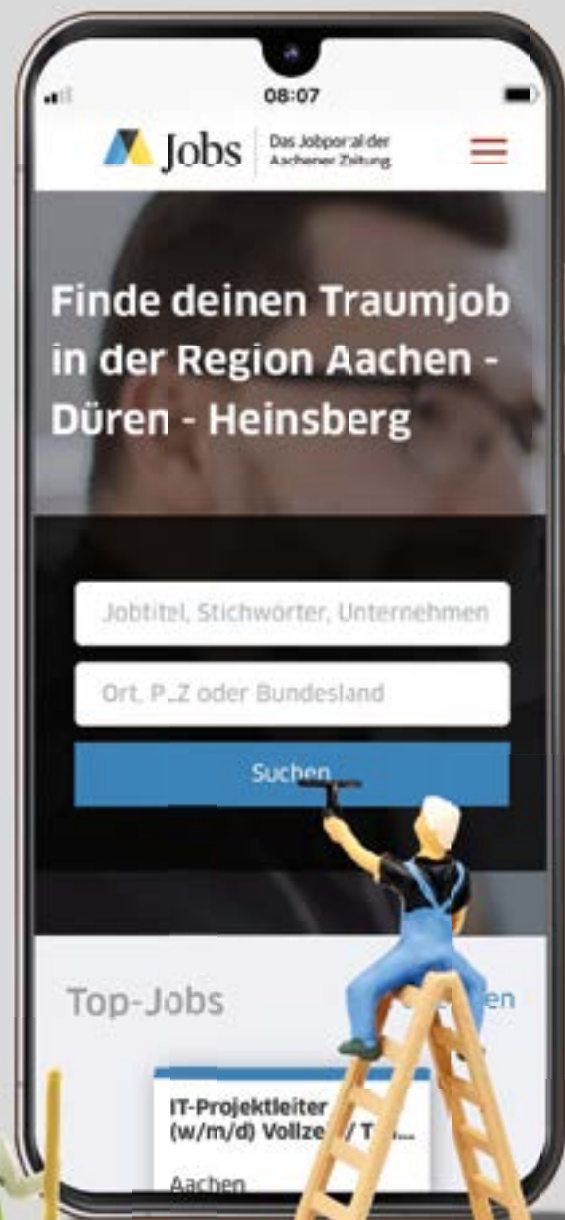 08:07
Jobs
Das Jobportal der
Aachener Zeitung
Finde deinen Traumjob
in der Region Aachen -
Düren - Heinsberg
Jobtitel, Stichwörter, Unternehmen
Ort, PLZ oder Bundesland
Suchen
Top-Jobs
IT-Projektleiter
(w/m/d)
Aachen